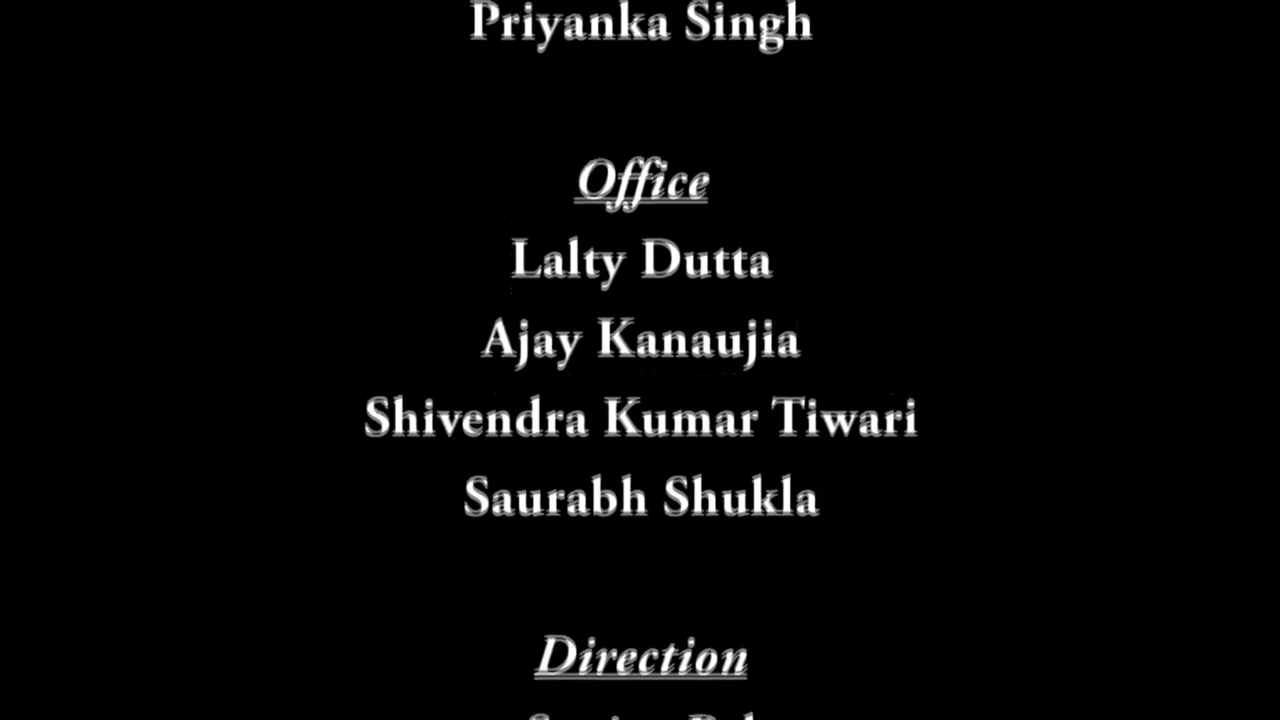 Priyanka Singh
Office
Lalty Dutta
Ajay Kanaujia
Shivendra Kumar Tiwari
Saurabh Shukla
Direction